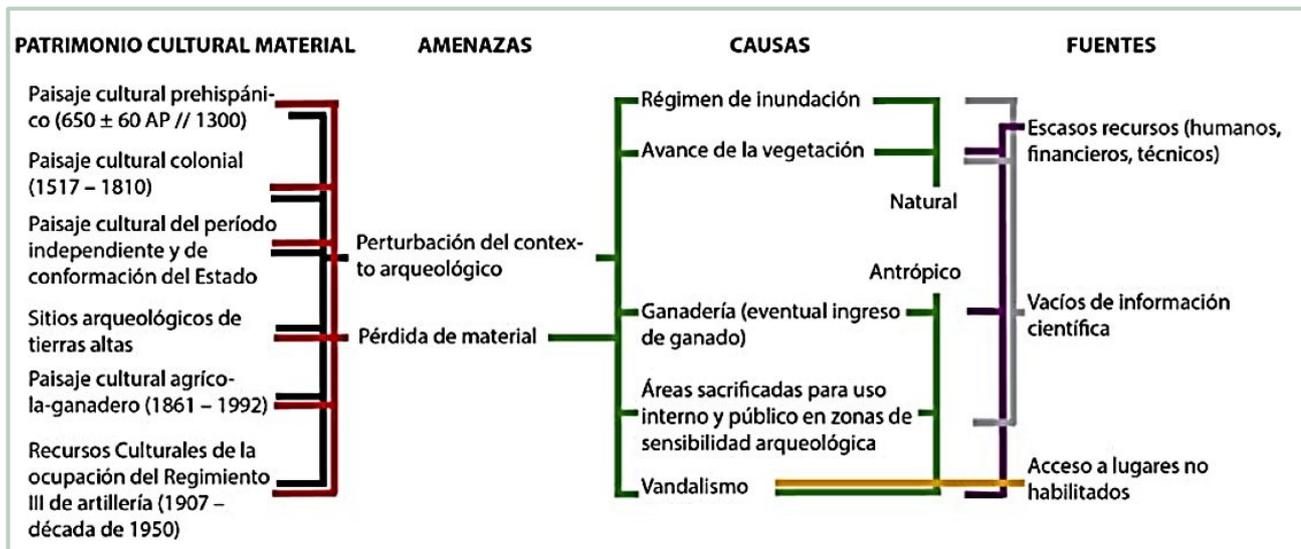 PATRIMONIO CULTURAL MATERIAL
AMENAZAS
CAUSAS
FUENTES
Paisaje cultural prehispáni-
co (650 ± 60 AP // 1300)
Paisaje cultural colonial
(1517 – 1810)
Paisaje cultural del período
independiente y de
conformación del Estado
Sitios arqueológicos de
tierras altas
Paisaje cultural agríco-
la-ganadero (1861 – 1992)
Recursos Culturales de la
ocupación del Regimiento
III de artillería (1907 –
década de 1950)
Perturbación del contex-
to arqueológico
Pérdida de material
Régimen de inundación
Avance de la vegetación
Natural
Antrópico
Ganadería (eventual ingreso
de ganado)
Áreas sacrificadas para uso
interno y público en zonas de
sensibilidad arqueológica
Vandalismo
Escasos recursos (humanos,
financieros, técnicos)
Vacíos de información
científica
Acceso a lugares no
habilitados